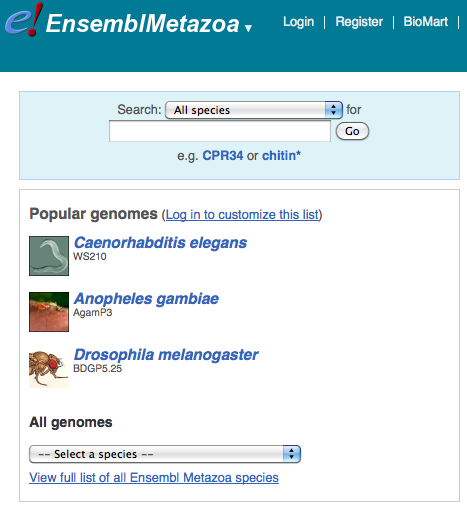 e! EnsemblMetazoa ▼
Login | Register | BioMart |
Search: All species for
Go
e.g. CPR34 or chitin*
Popular genomes (Log in to customize this list)
Caenorhabditis elegans
WS210
Anopheles gambiae
AgamP3
Drosophila melanogaster
BDGP5.25
All genomes
-- Select a species --
View full list of all Ensembl Metazoa species